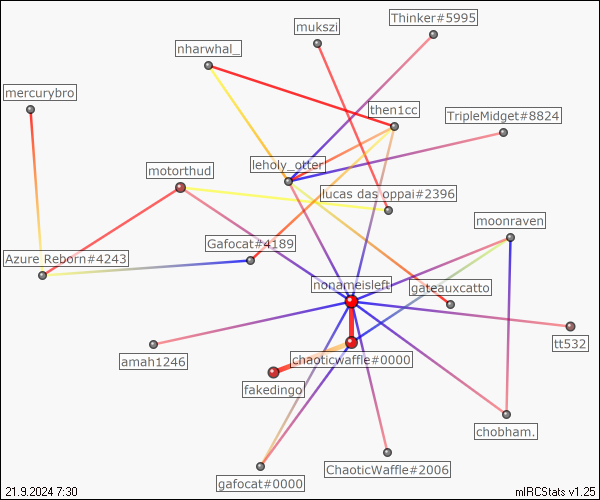 Thinker#5995
mukszi
nharwhal_
mercurybro
then1cc
TripleMidget#8824
leholy_otter
motorthud
lucas das oppai#2396
moonraven
Gafocat#4189
Azure Reborn#4243
nonameisleft
gateauxcatto
tt532
chaoticwaffle#0000
amah1246
fakedingo
chobham.
ChaoticWaffle#2006
gafocat#0000
21.9.2024 7:30
mIRCStats v1.25